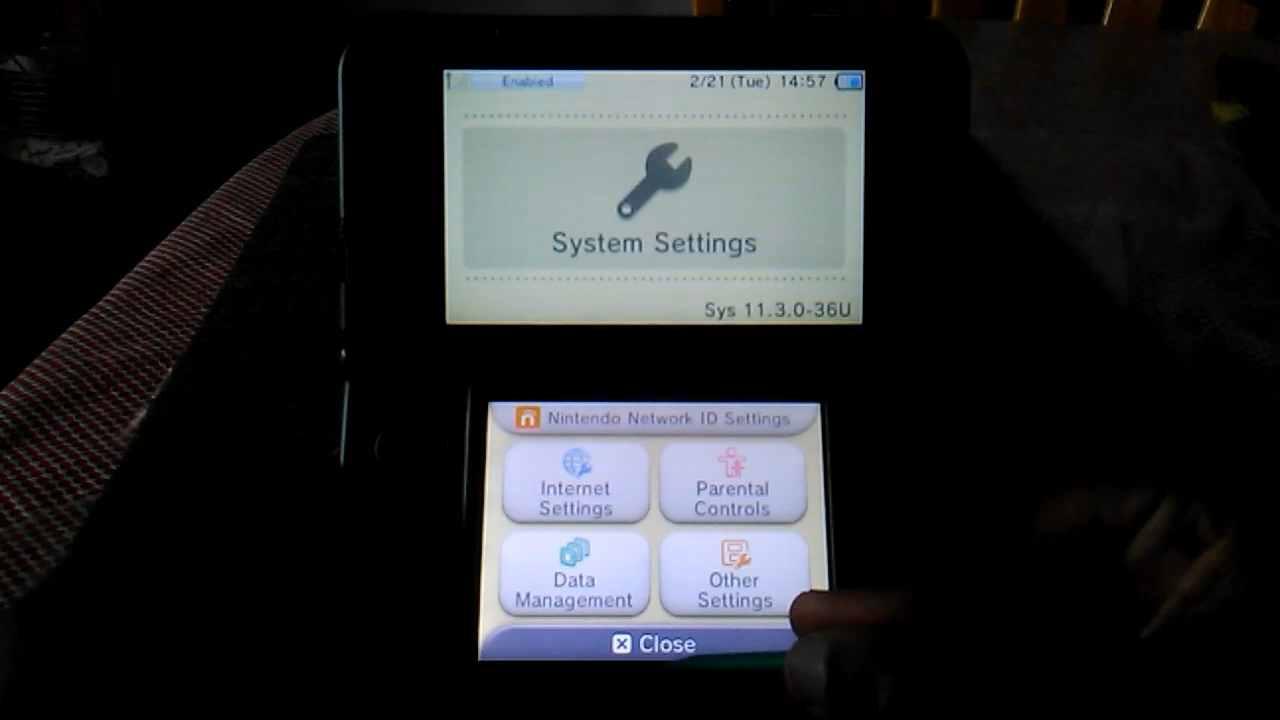 Enabled 2/21 (Tue) 14:57
System Settings
Sys 11.3.0-36U
n Nintendo Network ID Settings
Internet
Settings
Parental
Controls
Data
Management
Other
Settings
X Close